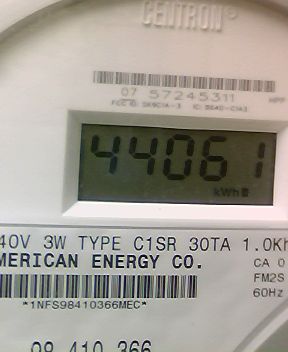 CENTRON®
07 57245311
44061
kWh
40V 3W TYPE C1SR 30TA 1.0Kh
MERICAN ENERGY CO.
CA 0
FM2S
60Hz
*1NFS98410366MEC*
98 410 366